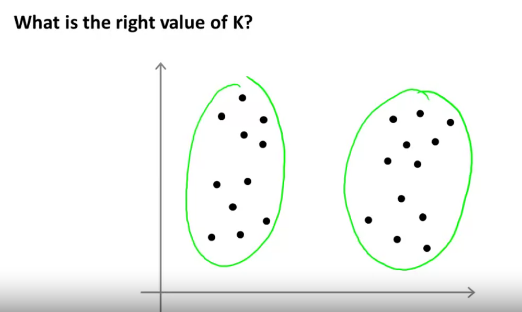 What is the right value of K?